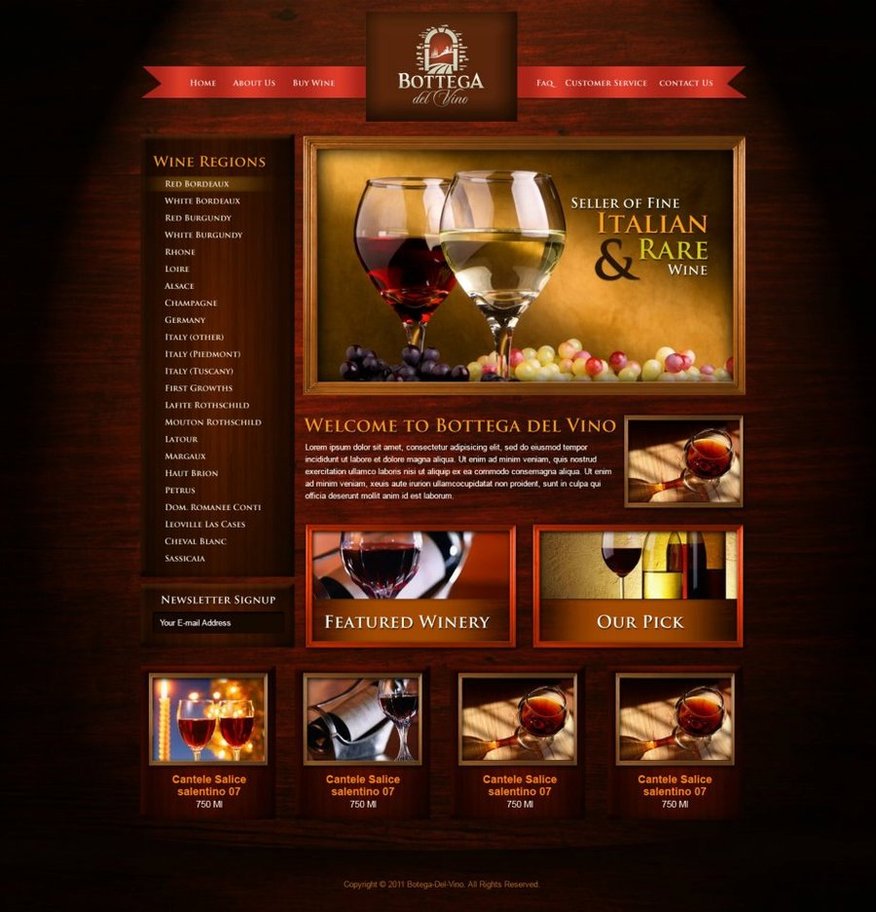 BOTTEGA
del Vino
HOME
ABOUT US
BUY WINE
FAQ
CUSTOMER SERVICE
CONTACT US
WINE REGIONS
RED BORDEAUX
WHITE BORDEAUX
RED BURGUNDY
WHITE BURGUNDY
RHONE
LOIRE
ALSACE
CHAMPAGNE
GERMANY
ITALY (OTHER)
ITALY (PIEDMONT)
ITALY (TUSCANY)
FIRST GROWTHS
LAFITE ROTHSCHILD
MOUTON ROTHSCHILD
LATOUR
MARGAUX
HAUT BRION
PETRUS
DOM. ROMANEE CONTI
LEOVILLE LAS CASES
CHEVAL BLANC
SASSICAIA
NEWSLETTER SIGNUP
Your E-mail Address
SELLER OF FINE
ITALIAN
& RARE
WINE
WELCOME TO BOTTEGA DEL VINO
Lorem ipsum dolor sit amet, consectetur adipisicing elit, sed do eiusmod tempor
incididunt ut labore et dolore magna aliqua. Ut enim ad minim veniam, quis nostrud
exercitation ullamco laboris nisi ut aliquip ex ea commodo consemagna aliqua. Ut enim
ad minim veniam, xeuis aute irurion ullamcocupidatat non proident, sunt in culpa qui
officia deserunt mollit anim id est laborum.
FEATURED WINERY
OUR PICK
Cantele Salice
salentino 07
750 Ml
Cantele Salice
salentino 07
750 Ml
Cantele Salice
salentino 07
750 Ml
Cantele Salice
salentino 07
750 Ml
Copyright © 2011 Botega-Del-Vino. All Rights Reserved.